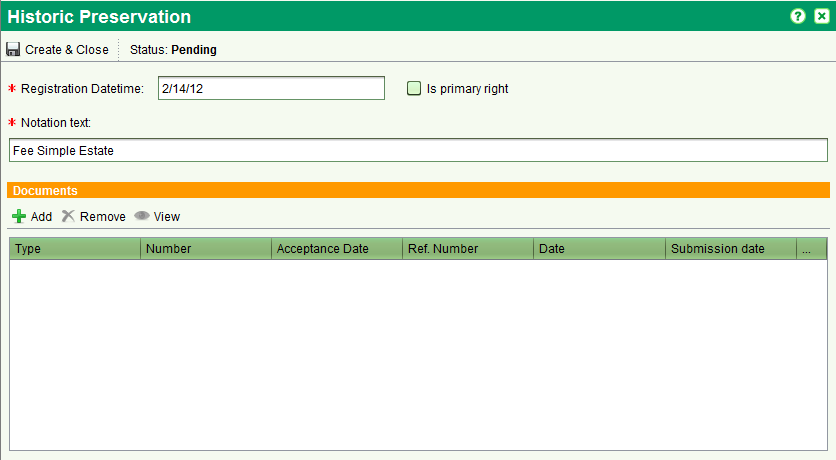 Historic Preservation
Create & Close Status: Pending
* Registration Datetime: 2/14/12 Is primary right
* Notation text:
Fee Simple Estate
Documents
Add Remove View
Type Number Acceptance Date Ref. Number Date Submission date ...